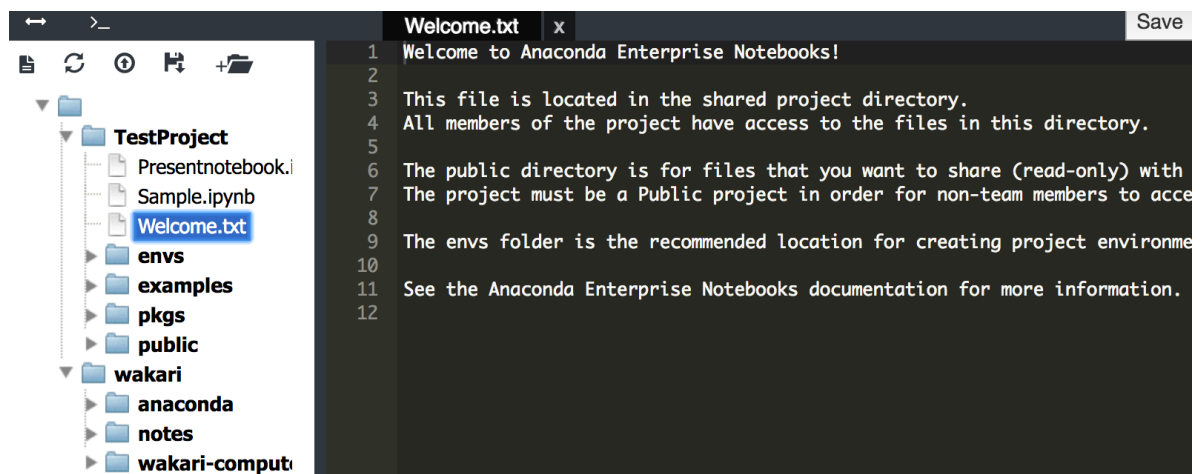 >_
Welcome.txt x
Save
TestProject
Presentnotebook.i
Sample.ipynb
Welcome.txt
envs
examples
pkgs
public
wakari
anaconda
notes
wakari-comput
1 Welcome to Anaconda Enterprise Notebooks!
2
3 This file is located in the shared project directory.
4 All members of the project have access to the files in this directory.
5
6 The public directory is for files that you want to share (read-only) with
7 The project must be a Public project in order for non-team members to acce
8
9 The envs folder is the recommended location for creating project environme
10
11 See the Anaconda Enterprise Notebooks documentation for more information.
12